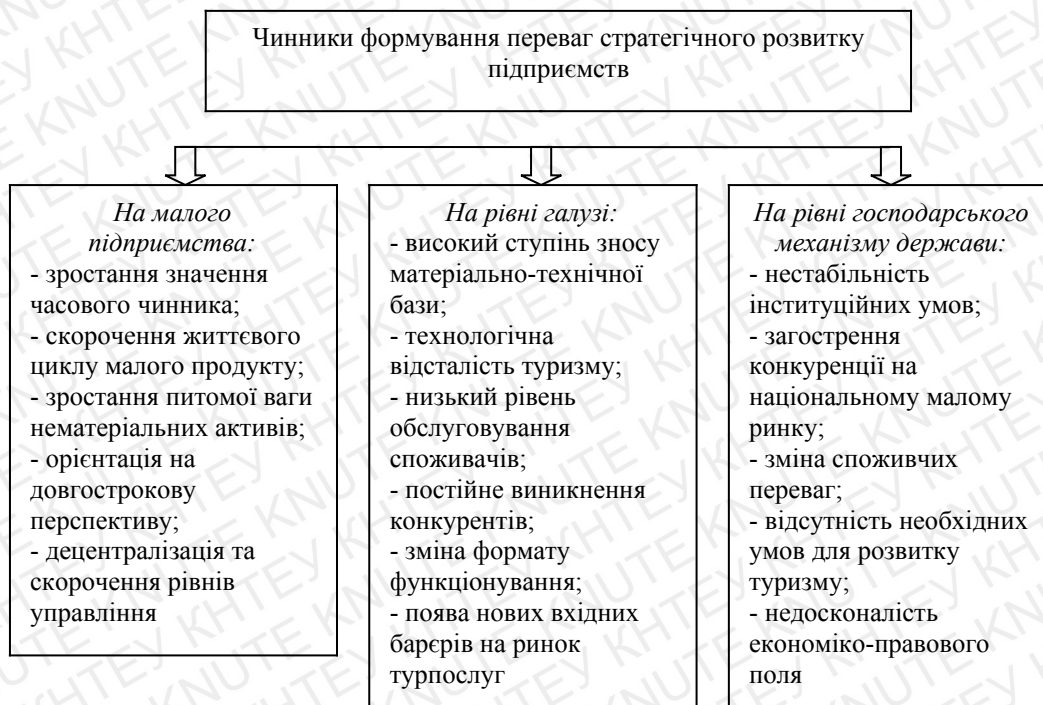 Чинники формування переваг стратегічного розвитку
підприємств
На малого
підприємства:
- зростання значення
часового чинника;
- скорочення життєвого
циклу малого продукту;
- зростання питомої ваги
нематеріальних активів;
- орієнтація на
довгострокову
перспективу;
- децентралізація та
скорочення рівнів
управління
На рівні галузі:
- високий ступінь зносу
матеріально-технічної
бази;
- технологічна
відсталість туризму;
- низький рівень
обслуговування
споживачів;
- постійне виникнення
конкурентів;
- зміна формату
функціонування;
- поява нових вхідних
барєрів на ринок
турпослуг
На рівні господарського
механізму держави:
- нестабільність
інституційних умов;
- загострення
конкуренції на
національному малому
ринку;
- зміна споживчих
переваг;
- відсутність необхідних
умов для розвитку
туризму;
- недосконалість
економіко-правового
поля